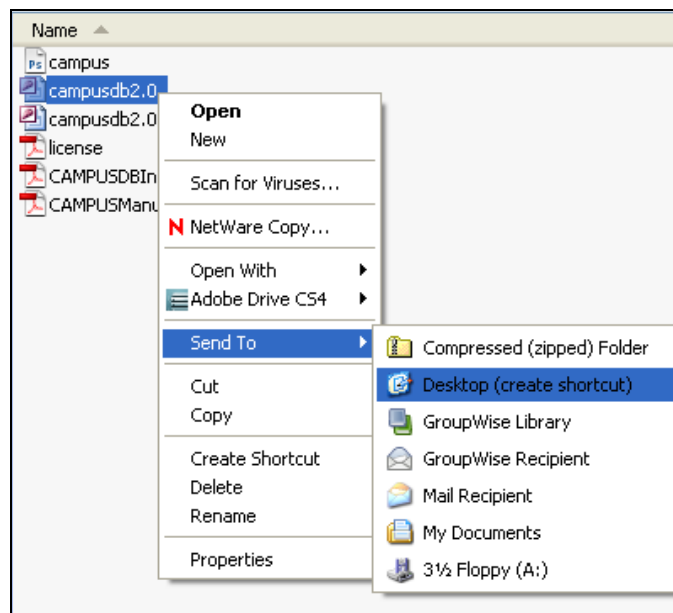 Name
campus
campusdb2.0
campusdb2.0
license
CAMPUSDBIn
CAMPUSManu
Open
New
Scan for Viruses...
NetWare Copy...
Open With
Adobe Drive CS4
Send To
Cut
Copy
Create Shortcut
Delete
Rename
Properties
Compressed (zipped) Folder
Desktop (create shortcut)
GroupWise Library
GroupWise Recipient
Mail Recipient
My Documents
3½ Floppy (A:)